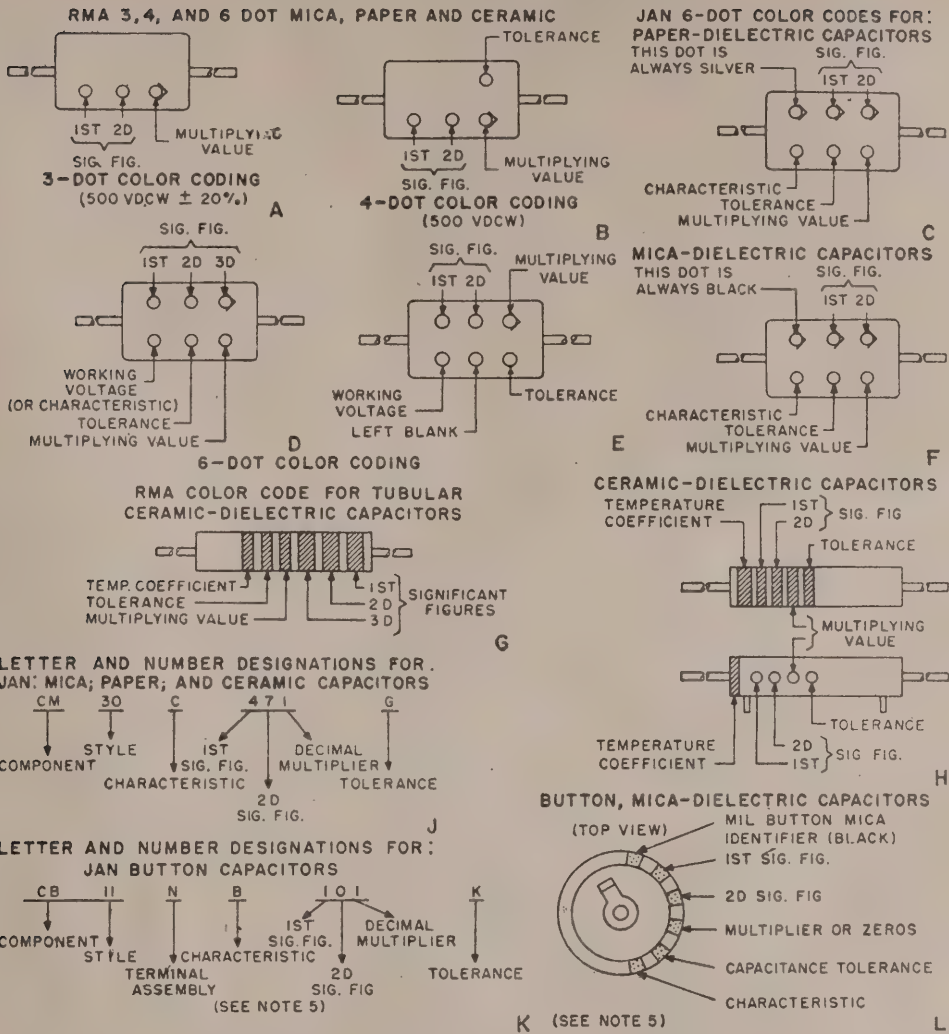 RMA 3,4, AND 6 DOT MICA, PAPER AND CERAMIC
1ST 2D
SIG. FIG.
MULTIPLYING
VALUE
3-DOT COLOR CODING
(500 VDCW ± 20%)
A
TOLERANCE
1ST 2D
SIG. FIG.
MULTIPLYING
VALUE
4-DOT COLOR CODING
(500 VDCW)
B
JAN 6-DOT COLOR CODES FOR:
PAPER-DIELECTRIC CAPACITORS
THIS DOT IS
ALWAYS SILVER
SIG. FIG.
1ST 2D
CHARACTERISTIC
TOLERANCE
MULTIPLYING VALUE
C
SIG. FIG.
1ST 2D 3D
WORKING
VOLTAGE
(OR CHARACTERISTIC)
TOLERANCE
MULTIPLYING VALUE
D
SIG. FIG.
1ST 2D
MULTIPLYING
VALUE
WORKING
VOLTAGE
LEFT BLANK
TOLERANCE
E
6-DOT COLOR CODING
MICA-DIELECTRIC CAPACITORS
THIS DOT IS
ALWAYS BLACK
SIG. FIG.
1ST 2D
CHARACTERISTIC
TOLERANCE
MULTIPLYING VALUE
F
RMA COLOR CODE FOR TUBULAR
CERAMIC-DIELECTRIC CAPACITORS
TEMP. COEFFICIENT
TOLERANCE
MULTIPLYING VALUE
1ST
2D
3D
SIGNIFICANT
FIGURES
G
CERAMIC-DIELECTRIC CAPACITORS
TEMPERATURE
COEFFICIENT
1ST
2D
SIG. FIG
TOLERANCE
MULTIPLYING
VALUE
TOLERANCE
TEMPERATURE
COEFFICIENT
2D
1ST
SIG FIG.
H
LETTER AND NUMBER DESIGNATIONS FOR.
JAN: MICA; PAPER; AND CERAMIC CAPACITORS
CM 30 C 471 G
COMPONENT
STYLE
CHARACTERISTIC
1ST
SIG. FIG.
2D
SIG. FIG.
DECIMAL
MULTIPLIER
TOLERANCE
J
LETTER AND NUMBER DESIGNATIONS FOR:
JAN BUTTON CAPACITORS
CB 11 N B 101 K
COMPONENT
STYLE
TERMINAL
ASSEMBLY
CHARACTERISTIC
1ST
SIG. FIG.
2D
SIG. FIG
DECIMAL
MULTIPLIER
TOLERANCE
(SEE NOTE 5)
K
BUTTON, MICA-DIELECTRIC CAPACITORS
(TOP VIEW)
MIL BUTTON MICA
IDENTIFIER (BLACK)
1ST SIG. FIG.
2D SIG. FIG
MULTIPLIER OR ZEROS
CAPACITANCE TOLERANCE
CHARACTERISTIC
(SEE NOTE 5)
L